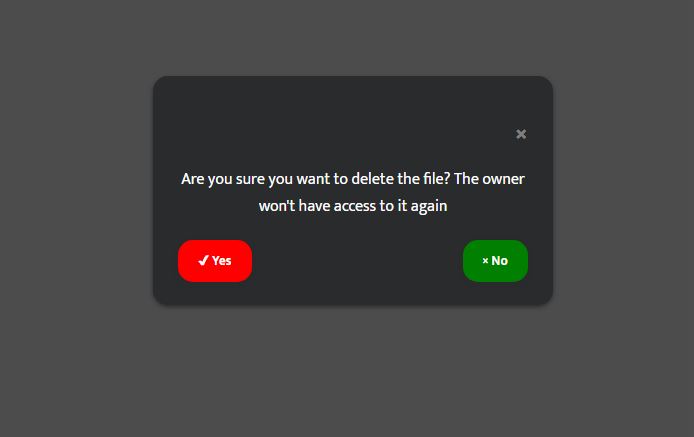 ×
Are you sure you want to delete the file? The owner
won't have access to it again
✔ Yes
× No